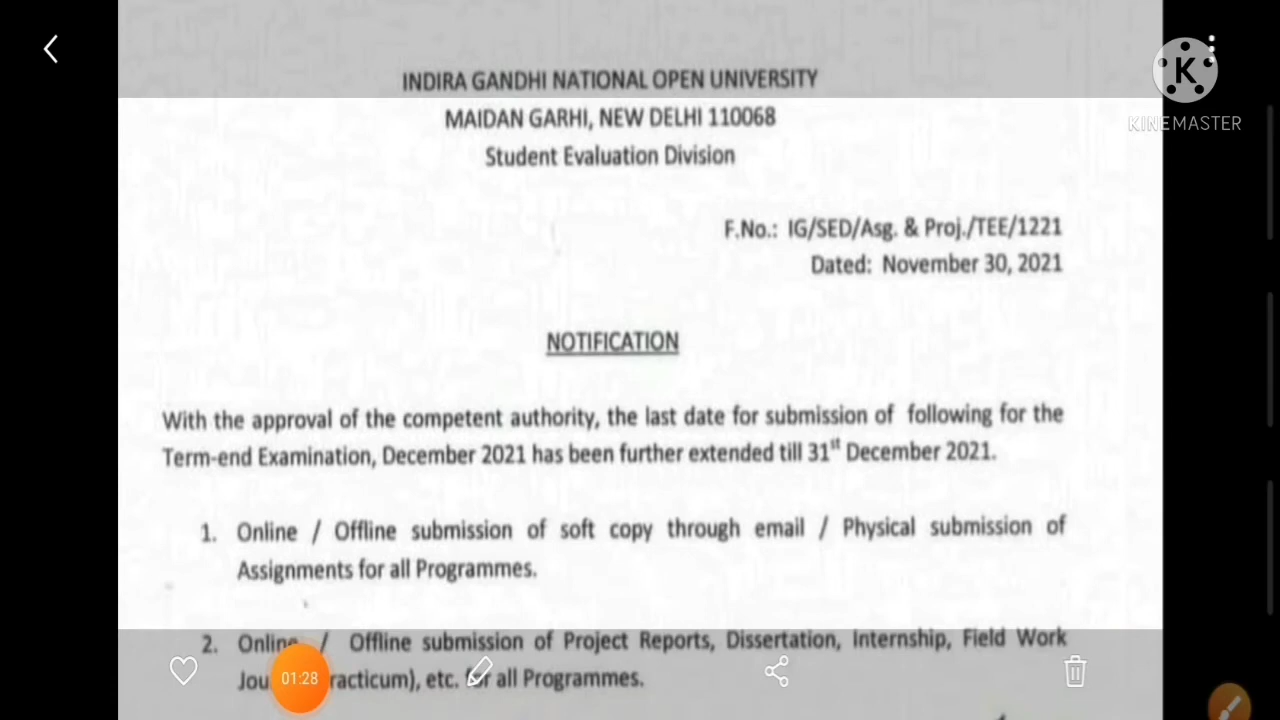 INDIRA GANDHI NATIONAL OPEN UNIVERSITY
MAIDAN GARHI, NEW DELHI 110068
Student Evaluation Division
K
KINEMASTER
F.No.: IG/SED/Asg. & Proj./TEE/1221
Dated: November 30, 2021
NOTIFICATION
With the approval of the competent authority, the last date for submission of following for the
Term-end Examination, December 2021 has been further extended till 31st December 2021.
1. Online / Offline submission of soft copy through email / Physical submission of
Assignments for all Programmes.
2. Online / Offline submission of Project Reports, Dissertation, Internship, Field Work
01:28
racticum), etc. all Programmes.